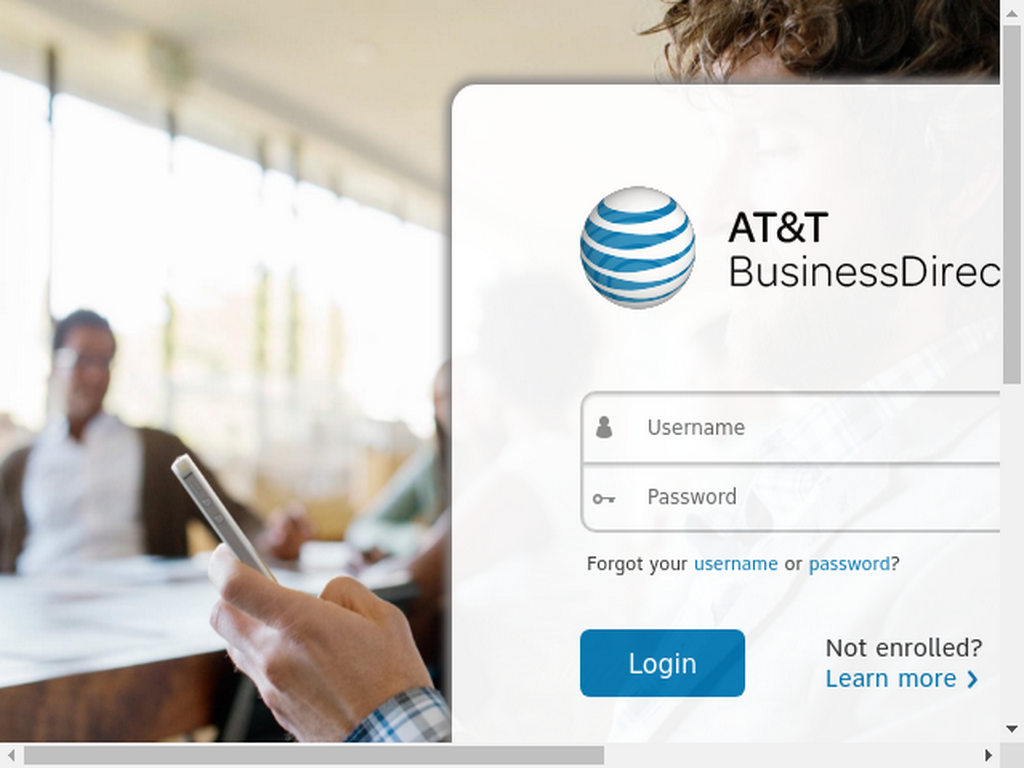 AT&T
BusinessDirec
Username
Password
Forgot your username or password?
Login
Not enrolled?
Learn more